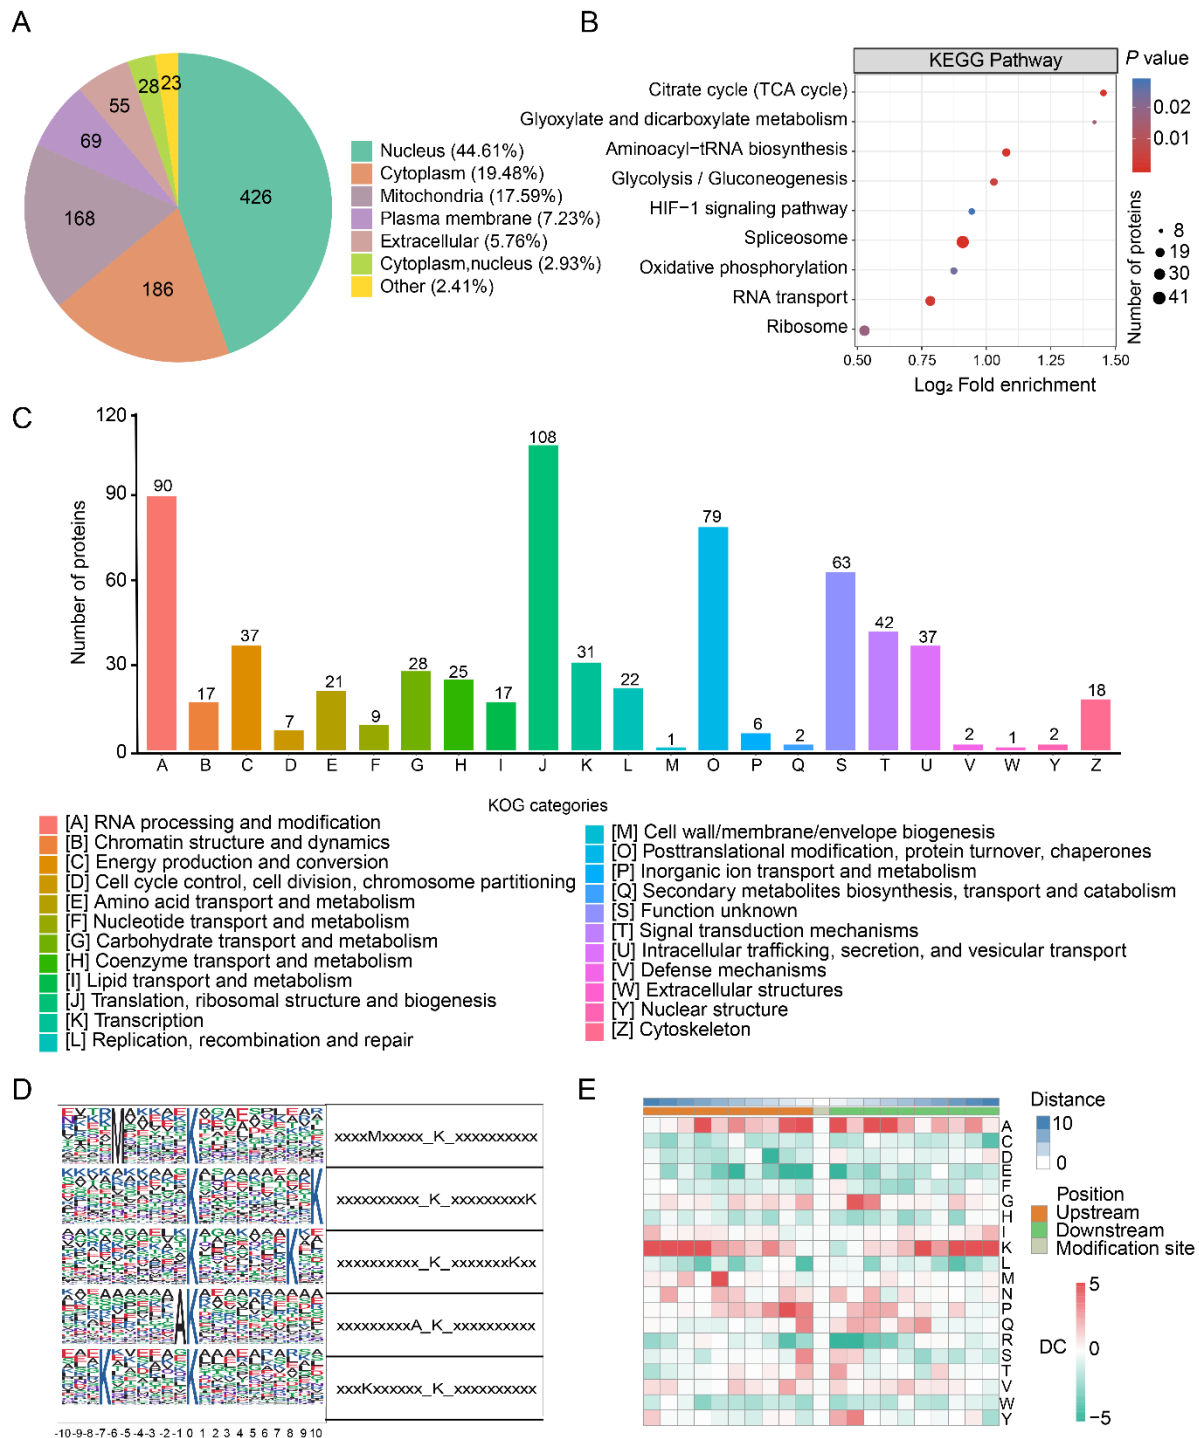 A
426
186
168
69
55
28
23
Nucleus (44.61%)
Cytoplasm (19.48%)
Mitochondria (17.59%)
Plasma membrane (7.23%)
Extracellular (5.76%)
Cytoplasm,nucleus (2.93%)
Other (2.41%)
B
KEGG Pathway
Citrate cycle (TCA cycle)
Glyoxylate and dicarboxylate metabolism
Aminoacyl−tRNA biosynthesis
Glycolysis / Gluconeogenesis
HIF−1 signaling pathway
Spliceosome
Oxidative phosphorylation
RNA transport
Ribosome
0.50 0.75 1.00 1.25 1.50
Log₂ Fold enrichment
P value
0.02
0.01
Number of proteins
8
19
30
41
C
Number of proteins
120
90
60
30
0
90 17 37 7 21 9 28 25 17 108 31 22 1 79 6 2 63 42 37 2 1 2 18
A B C D E F G H I J K L M O P Q S T U V W Y Z
KOG categories
[A] RNA processing and modification
[B] Chromatin structure and dynamics
[C] Energy production and conversion
[D] Cell cycle control, cell division, chromosome partitioning
[E] Amino acid transport and metabolism
[F] Nucleotide transport and metabolism
[G] Carbohydrate transport and metabolism
[H] Coenzyme transport and metabolism
[I] Lipid transport and metabolism
[J] Translation, ribosomal structure and biogenesis
[K] Transcription
[L] Replication, recombination and repair
[M] Cell wall/membrane/envelope biogenesis
[O] Posttranslational modification, protein turnover, chaperones
[P] Inorganic ion transport and metabolism
[Q] Secondary metabolites biosynthesis, transport and catabolism
[S] Function unknown
[T] Signal transduction mechanisms
[U] Intracellular trafficking, secretion, and vesicular transport
[V] Defense mechanisms
[W] Extracellular structures
[Y] Nuclear structure
[Z] Cytoskeleton
D
xxxxMxxxxx_K_xxxxxxxxxx
xxxxxxxxxx_K_xxxxxxxxxK
xxxxxxxxxx_K_xxxxxxxKxx
xxxxxxxxxA_K_xxxxxxxxxx
xxxKxxxxxx_K_xxxxxxxxxx
-10-9-8-7-6-5-4-3-2-1 0 1 2 3 4 5 6 7 8 9 10
E
A
C
D
E
F
G
H
I
K
L
M
N
P
Q
R
S
T
V
W
Y
Distance
10
0
Position
Upstream
Downstream
Modification site
DC
5
0
−5